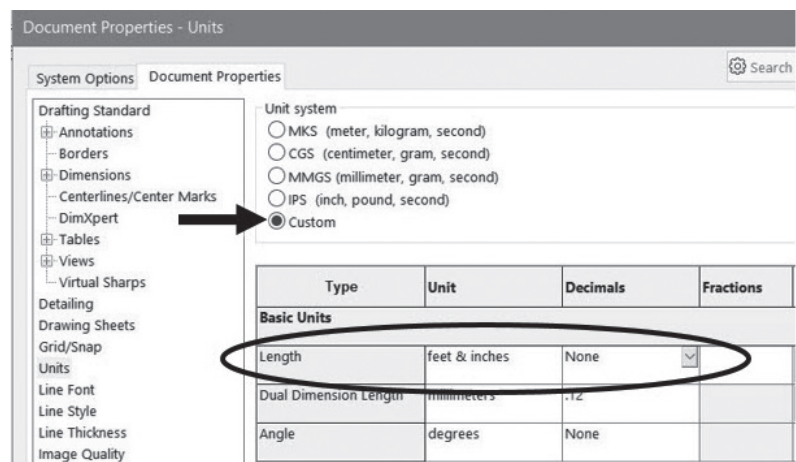 Document Properties - Units
Search
System Options Document Properties
Drafting Standard
Annotations
Borders
Dimensions
Centerlines/Center Marks
DimXpert
Tables
Views
Virtual Sharps
Detailing
Drawing Sheets
Grid/Snap
Units
Line Font
Line Style
Line Thickness
Image Quality
Unit system
MKS (meter, kilogram, second)
CGS (centimeter, gram, second)
MMGS (millimeter, gram, second)
IPS (inch, pound, second)
Custom
Type Unit Decimals Fractions
Basic Units
Length feet & inches None
Dual Dimension Length millimeters .12
Angle degrees None